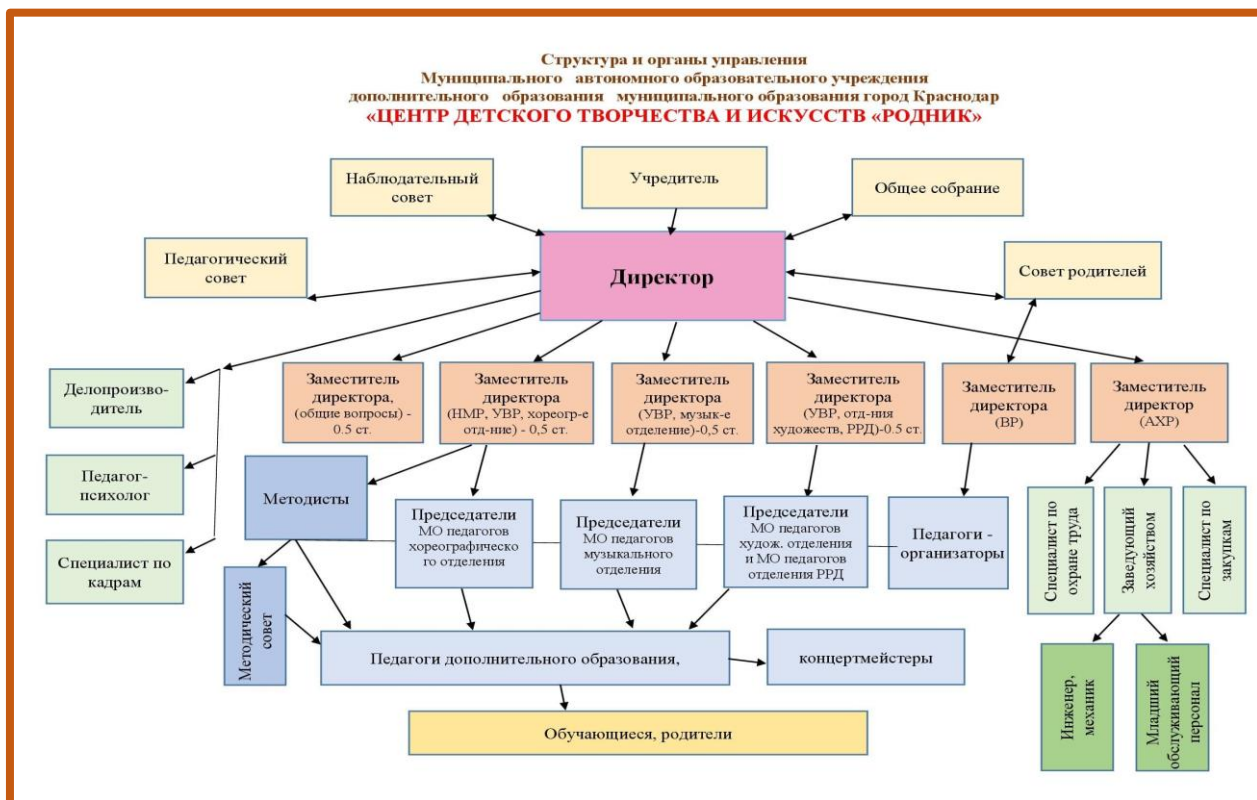 Структура и органы управления
Муниципального автономного образовательного учреждения
дополнительного образования муниципального образования город Краснодар
«ЦЕНТР ДЕТСКОГО ТВОРЧЕСТВА И ИСКУССТВ «РОДНИК»
Наблюдательный
совет
Учредитель
Общее собрание
Педагогический
совет
Директор
Совет родителей
Делопроизво-
дитель
Заместитель
директора,
(общие вопросы) -
0.5 ст.
Заместитель
директора
(НМР, УВР, хореогр-е
отд-ние) - 0,5 ст.
Заместитель
директора
(УВР, музык-е
отделение)-0,5 ст.
Заместитель
директора
(УВР, отд-ния
художеств, РРД)-0.5 ст.
Заместитель
директора
(ВР)
Заместитель
директор
(АХР)
Педагог-
психолог
Методисты
Председатели
МО педагогов
хореографическо
го отделения
Председатели
МО педагогов
музыкального
отделения
Председатели
МО педагогов
худож. отделения
и МО педагогов
отделения РРД
Педагоги -
организаторы
Специалист по
охране труда
Заведующий
хозяйством
Специалист по
закупкам
Специалист по
кадрам
Методический
совет
Педагоги дополнительного образования,
концертмейстеры
Инженер,
механик
Младший
обслуживающий
персонал
Обучающиеся, родители